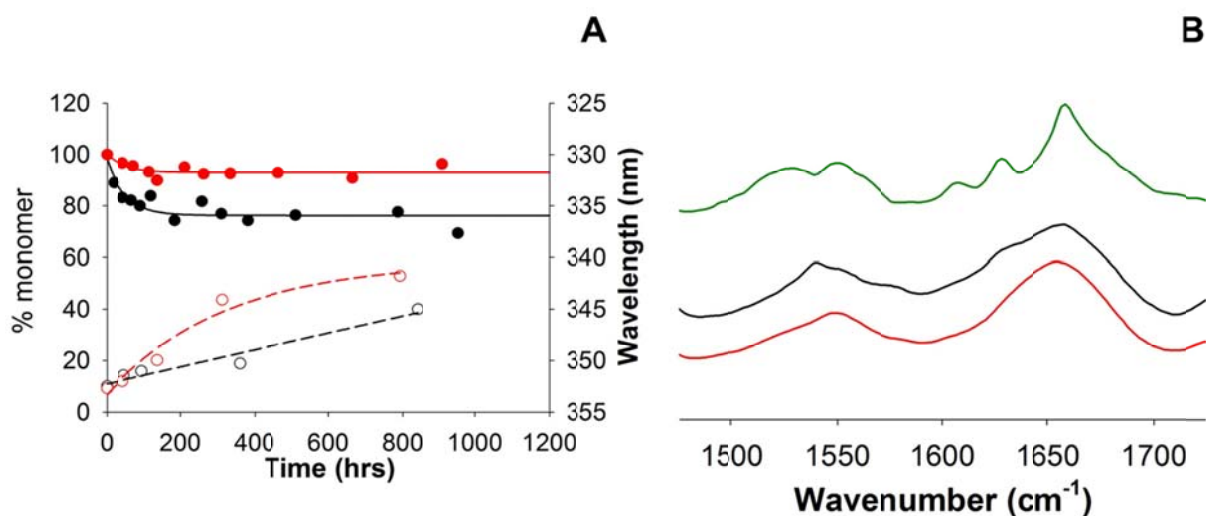 A
B
% monomer
120
100
80
60
40
20
0
325
330
335
340
345
350
355
Wavelength (nm)
0 200 400 600 800 1000 1200
Time (hrs)
1500 1550 1600 1650 1700
Wavenumber (cm⁻¹)